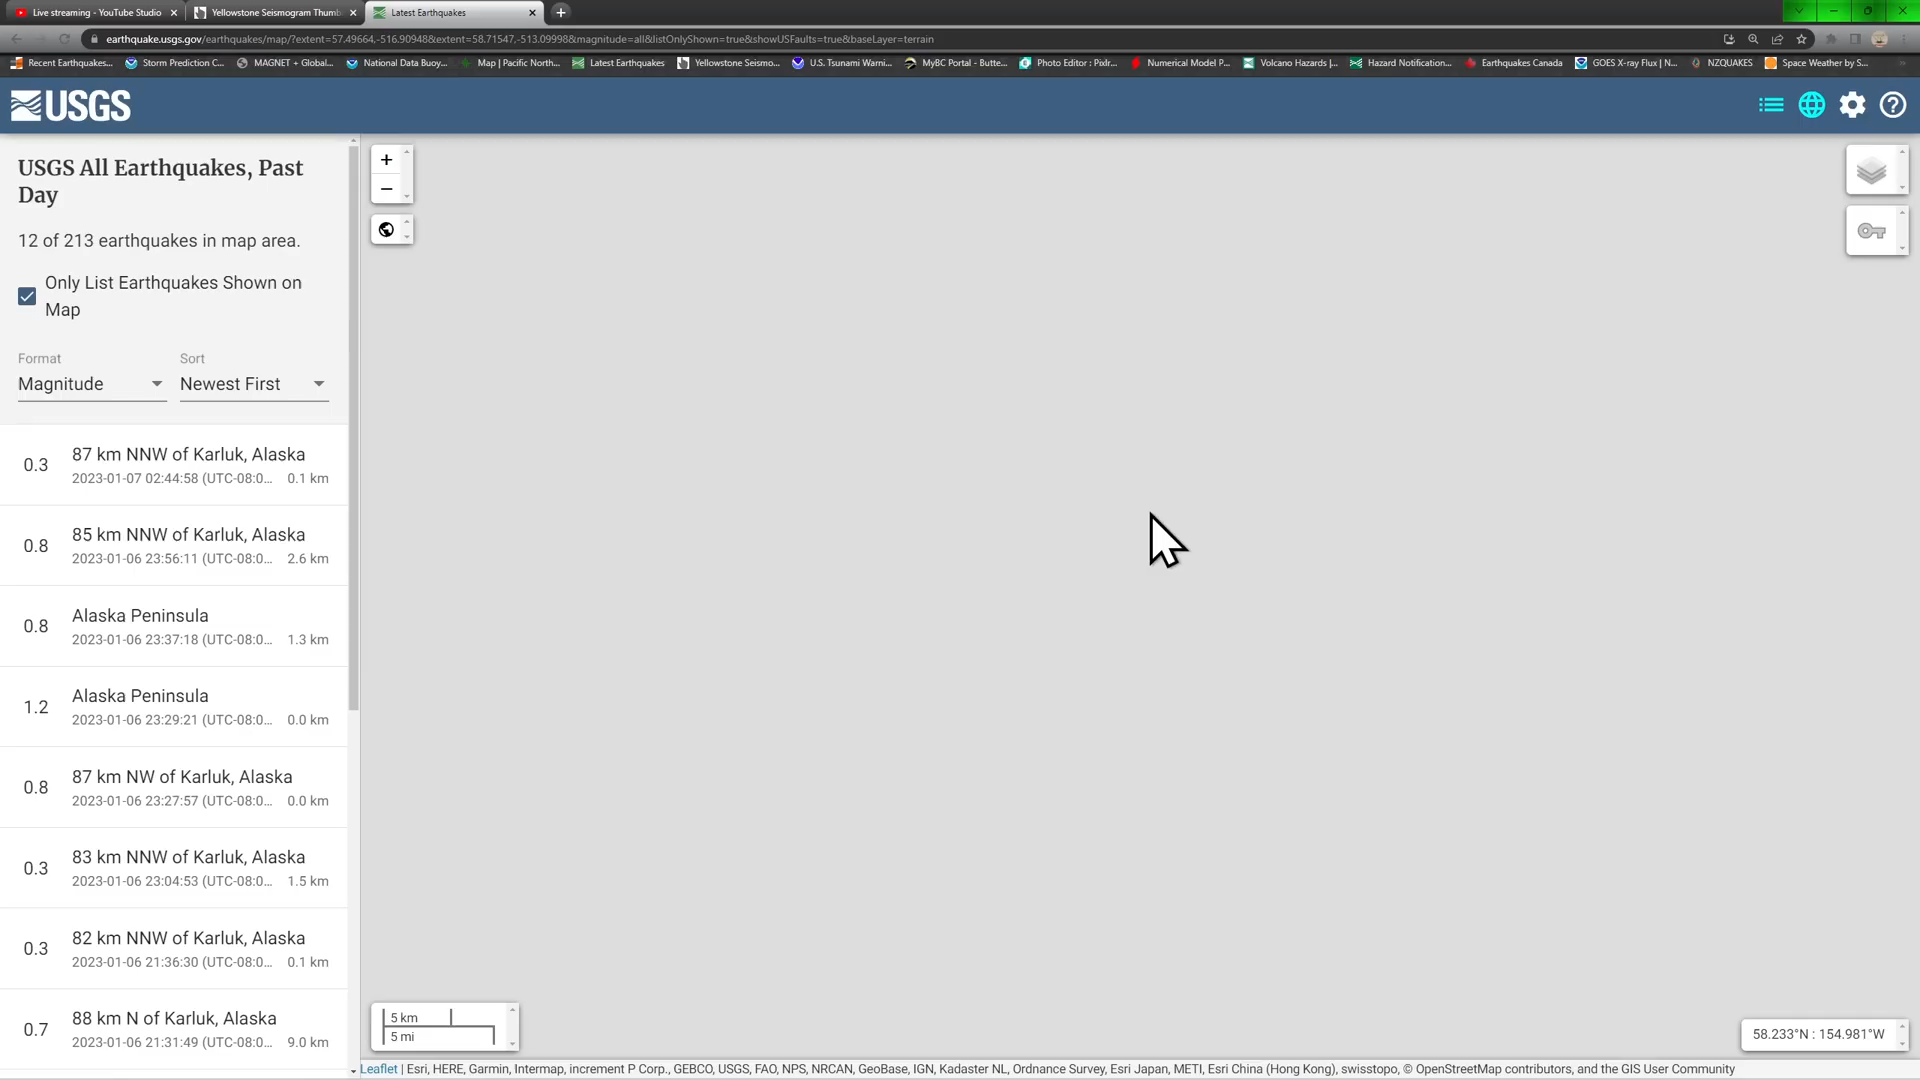 Live streaming - YouTube Studio
Yellowstone Seismogram Thumb
Latest Earthquakes
earthquake.usgs.gov/earthquakes/map/?extent=57.49664,-516.90948&extent=58.71547,-513.09998&magnitude=all&listOnlyShown=true&showUSFaults=true&baseLayer=terrain
Recent Earthquakes...
Storm Prediction C...
MAGNET + Global...
National Data Buoy...
Map | Pacific North...
Latest Earthquakes
Yellowstone Seismo...
U.S. Tsunami Warni...
MyBC Portal - Butte...
Photo Editor : Pixlr...
Numerical Model P...
Volcano Hazards |...
Hazard Notification...
Earthquakes Canada
GOES X-ray Flux | N...
NZQUAKES
Space Weather by S...
USGS
USGS All Earthquakes, Past
Day
12 of 213 earthquakes in map area.
Only List Earthquakes Shown on
Map
Format
Sort
Magnitude
Newest First
0.3
87 km NNW of Karluk, Alaska
2023-01-07 02:44:58 (UTC-08:0... 0.1 km
0.8
85 km NNW of Karluk, Alaska
2023-01-06 23:56:11 (UTC-08:0... 2.6 km
0.8
Alaska Peninsula
2023-01-06 23:37:18 (UTC-08:0... 1.3 km
1.2
Alaska Peninsula
2023-01-06 23:29:21 (UTC-08:0... 0.0 km
0.8
87 km NW of Karluk, Alaska
2023-01-06 23:27:57 (UTC-08:0... 0.0 km
0.3
83 km NNW of Karluk, Alaska
2023-01-06 23:04:53 (UTC-08:0... 1.5 km
0.3
82 km NNW of Karluk, Alaska
2023-01-06 21:36:30 (UTC-08:0... 0.1 km
0.7
88 km N of Karluk, Alaska
2023-01-06 21:31:49 (UTC-08:0... 9.0 km
+
−
5 km
5 mi
58.233°N : 154.981°W
Leaflet | Esri, HERE, Garmin, Intermap, increment P Corp., GEBCO, USGS, FAO, NPS, NRCAN, GeoBase, IGN, Kadaster NL, Ordnance Survey, Esri Japan, METI, Esri China (Hong Kong), swisstopo, © OpenStreetMap contributors, and the GIS User Community